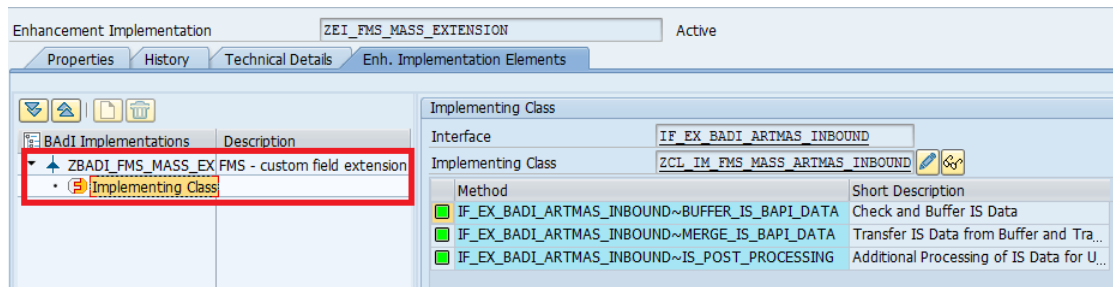 Enhancement Implementation ZEI_FMS_MASS_EXTENSION Active
Properties History Technical Details Enh. Implementation Elements
BAdI Implementations Description
ZBADI_FMS_MASS_EX FMS - custom field extension
Implementing Class
Implementing Class
Interface IF_EX_BADI_ARTMAS_INBOUND
Implementing Class ZCL_IM_FMS_MASS_ARTMAS_INBOUND
Method Short Description
IF_EX_BADI_ARTMAS_INBOUND~BUFFER_IS_BAPI_DATA Check and Buffer IS Data
IF_EX_BADI_ARTMAS_INBOUND~MERGE_IS_BAPI_DATA Transfer IS Data from Buffer and Tra...
IF_EX_BADI_ARTMAS_INBOUND~IS_POST_PROCESSING Additional Processing of IS Data for U...